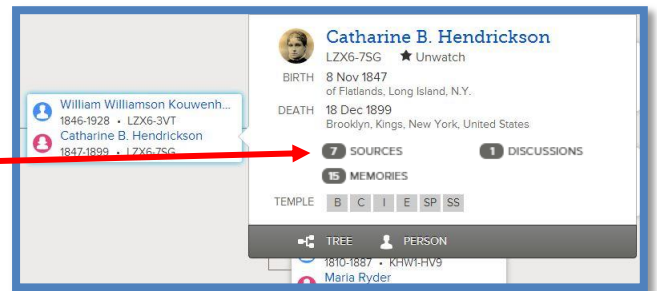 William Williamson Kouwenh...
1846-1928 • LZX6-3VT
Catharine B. Hendrickson
1847-1899 • LZX6-7SG
Catharine B. Hendrickson
LZX6-7SG ★ Unwatch
BIRTH 8 Nov 1847
of Flatlands, Long Island, N.Y.
DEATH 18 Dec 1899
Brooklyn, Kings, New York, United States
7 SOURCES 1 DISCUSSIONS
15 MEMORIES
TEMPLE B C I E SP SS
TREE PERSON
1810-1887 • KHW1-HV9
Maria Ryder